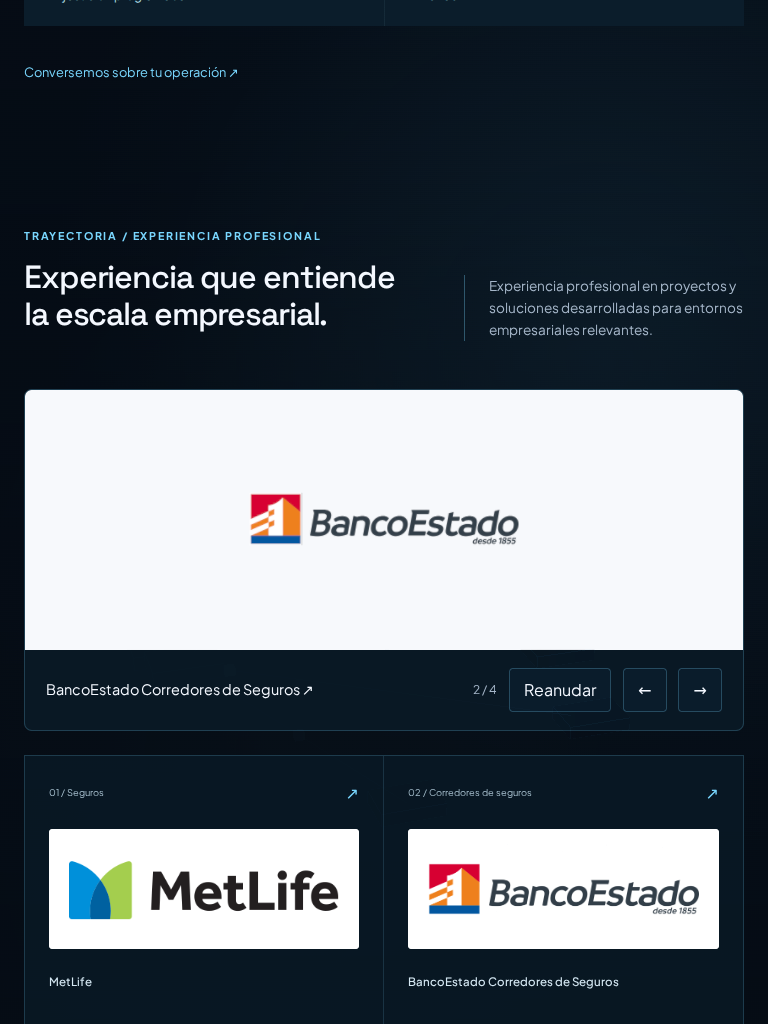 Conversemos sobre tu operación ↗
TRAYECTORIA / EXPERIENCIA PROFESIONAL
Experiencia que entiende
la escala empresarial.
Experiencia profesional en proyectos y
soluciones desarrolladas para entornos
empresariales relevantes.
BancoEstado
desde 1855
BancoEstado Corredores de Seguros ↗
2 / 4
Reanudar
←
→
01 / Seguros
↗
02 / Corredores de seguros
↗
MetLife
BancoEstado
desde 1855
MetLife
BancoEstado Corredores de Seguros